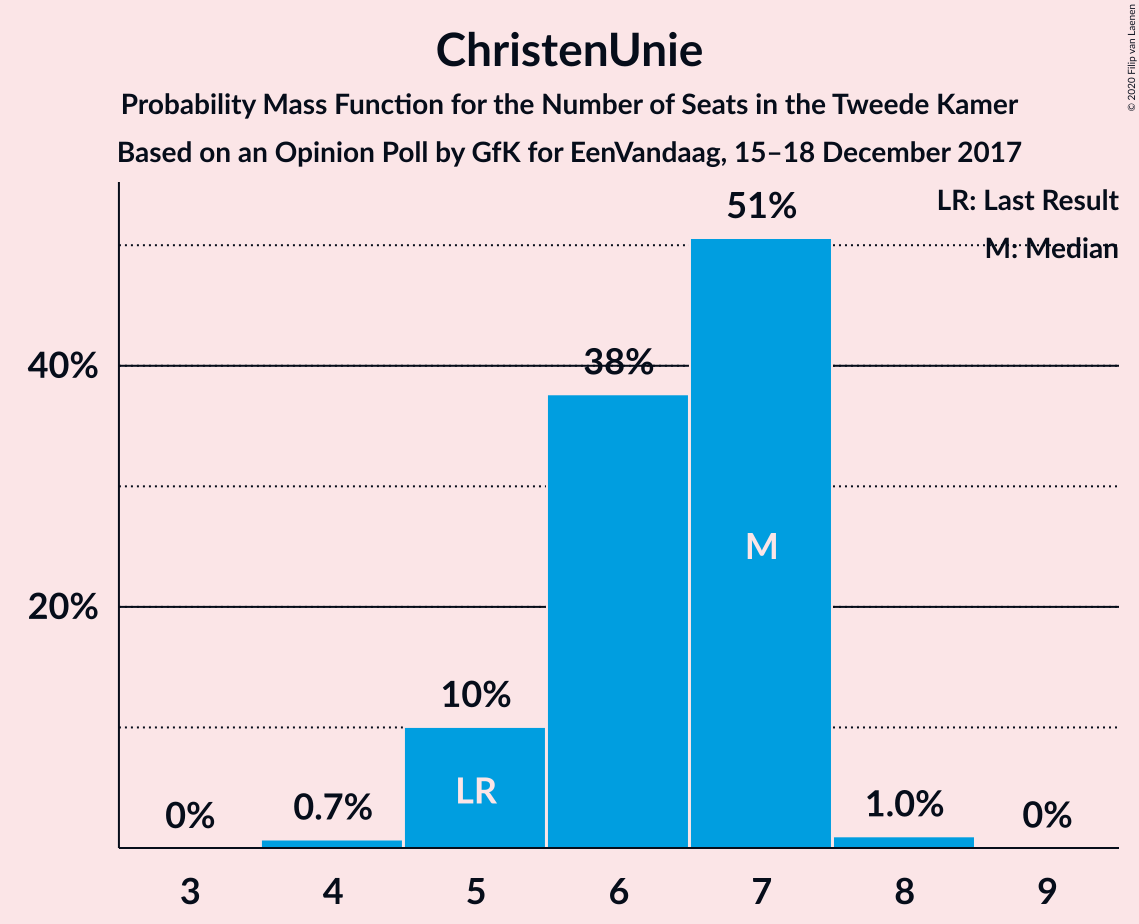 ChristenUnie
Probability Mass Function for the Number of Seats in the Tweede Kamer
Based on an Opinion Poll by GfK for EenVandaag, 15–18 December 2017
© 2020 Filip van Laenen
LR: Last Result
M: Median
51%
40%
38%
M
20%
10%
LR
0%
0.7%
1.0%
0%
3
4
5
6
7
8
9